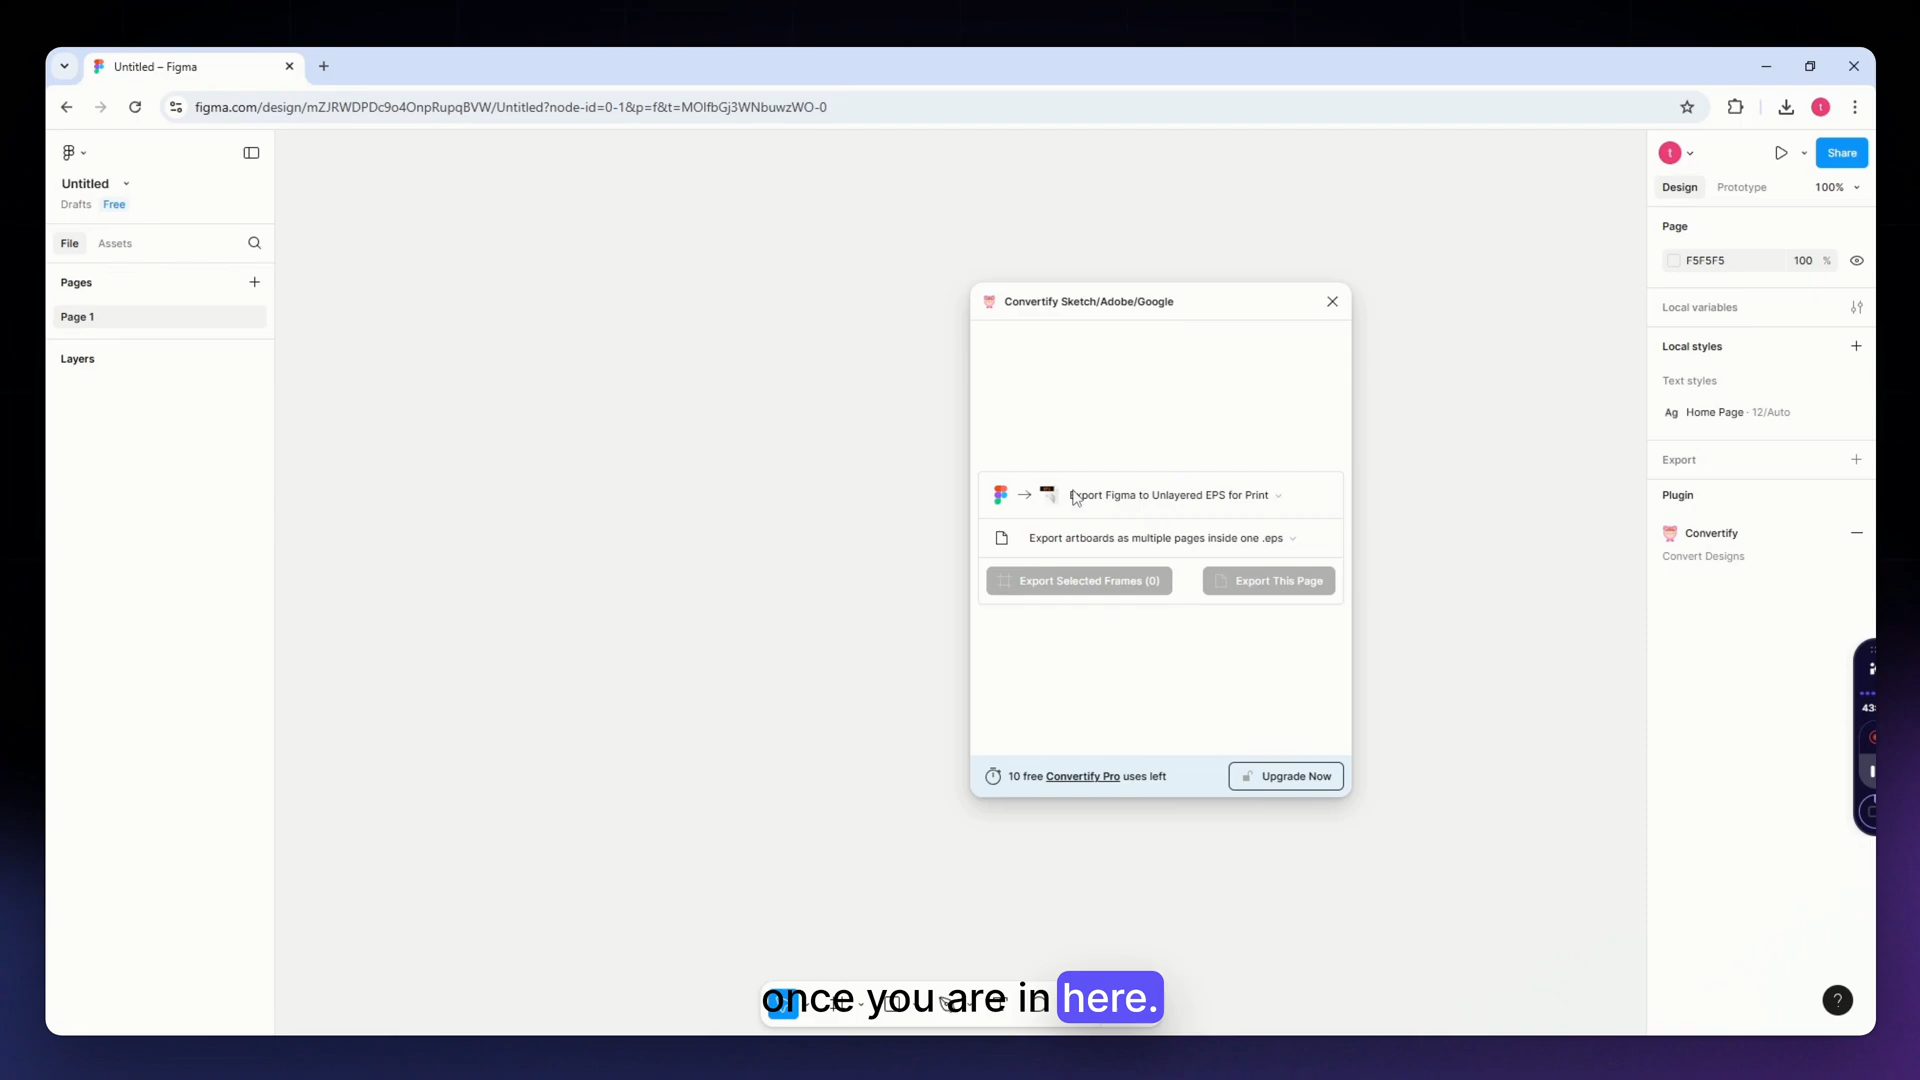 Untitled – Figma
figma.com/design/mZJRWDPDc9o4OnpRupqBVW/Untitled?node-id=0-1&p=f&t=MOlfbGj3WNbuwzWO-0
t
Untitled
Drafts Free
File Assets
Pages
Page 1
Layers
Convertify Sketch/Adobe/Google
Export Figma to Unlayered EPS for Print
Export artboards as multiple pages inside one .eps
Export Selected Frames (0)
Export This Page
10 free Convertify Pro uses left
Upgrade Now
t
Share
Design Prototype 100%
Page
F5F5F5 100 %
Local variables
Local styles
Text styles
Ag Home Page · 12/Auto
Export
Plugin
Convertify
Convert Designs
?
once you are in here.